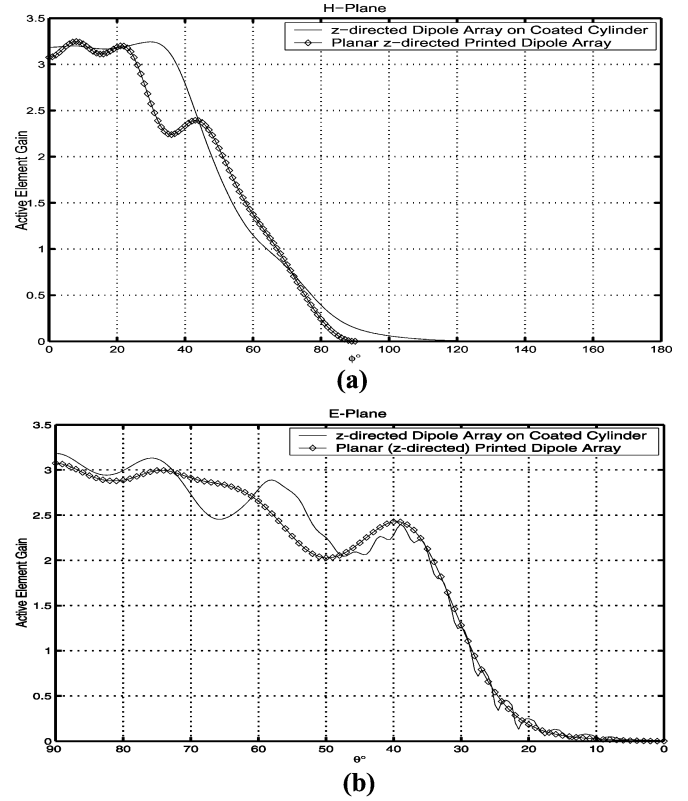 H-Plane
z-directed Dipole Array on Coated Cylinder
Planar z-directed Printed Dipole Array
Active Element Gain
3.5
3
2.5
2
1.5
1
0.5
0
0 20 40 60 80 100 120 140 160 180
φ°
(a)
E-Plane
z-directed Dipole Array on Coated Cylinder
Planar (z-directed) Printed Dipole Array
Active Element Gain
3.5
3
2.5
2
1.5
1
0.5
0
90 80 70 60 50 40 30 20 10 0
θ°
(b)